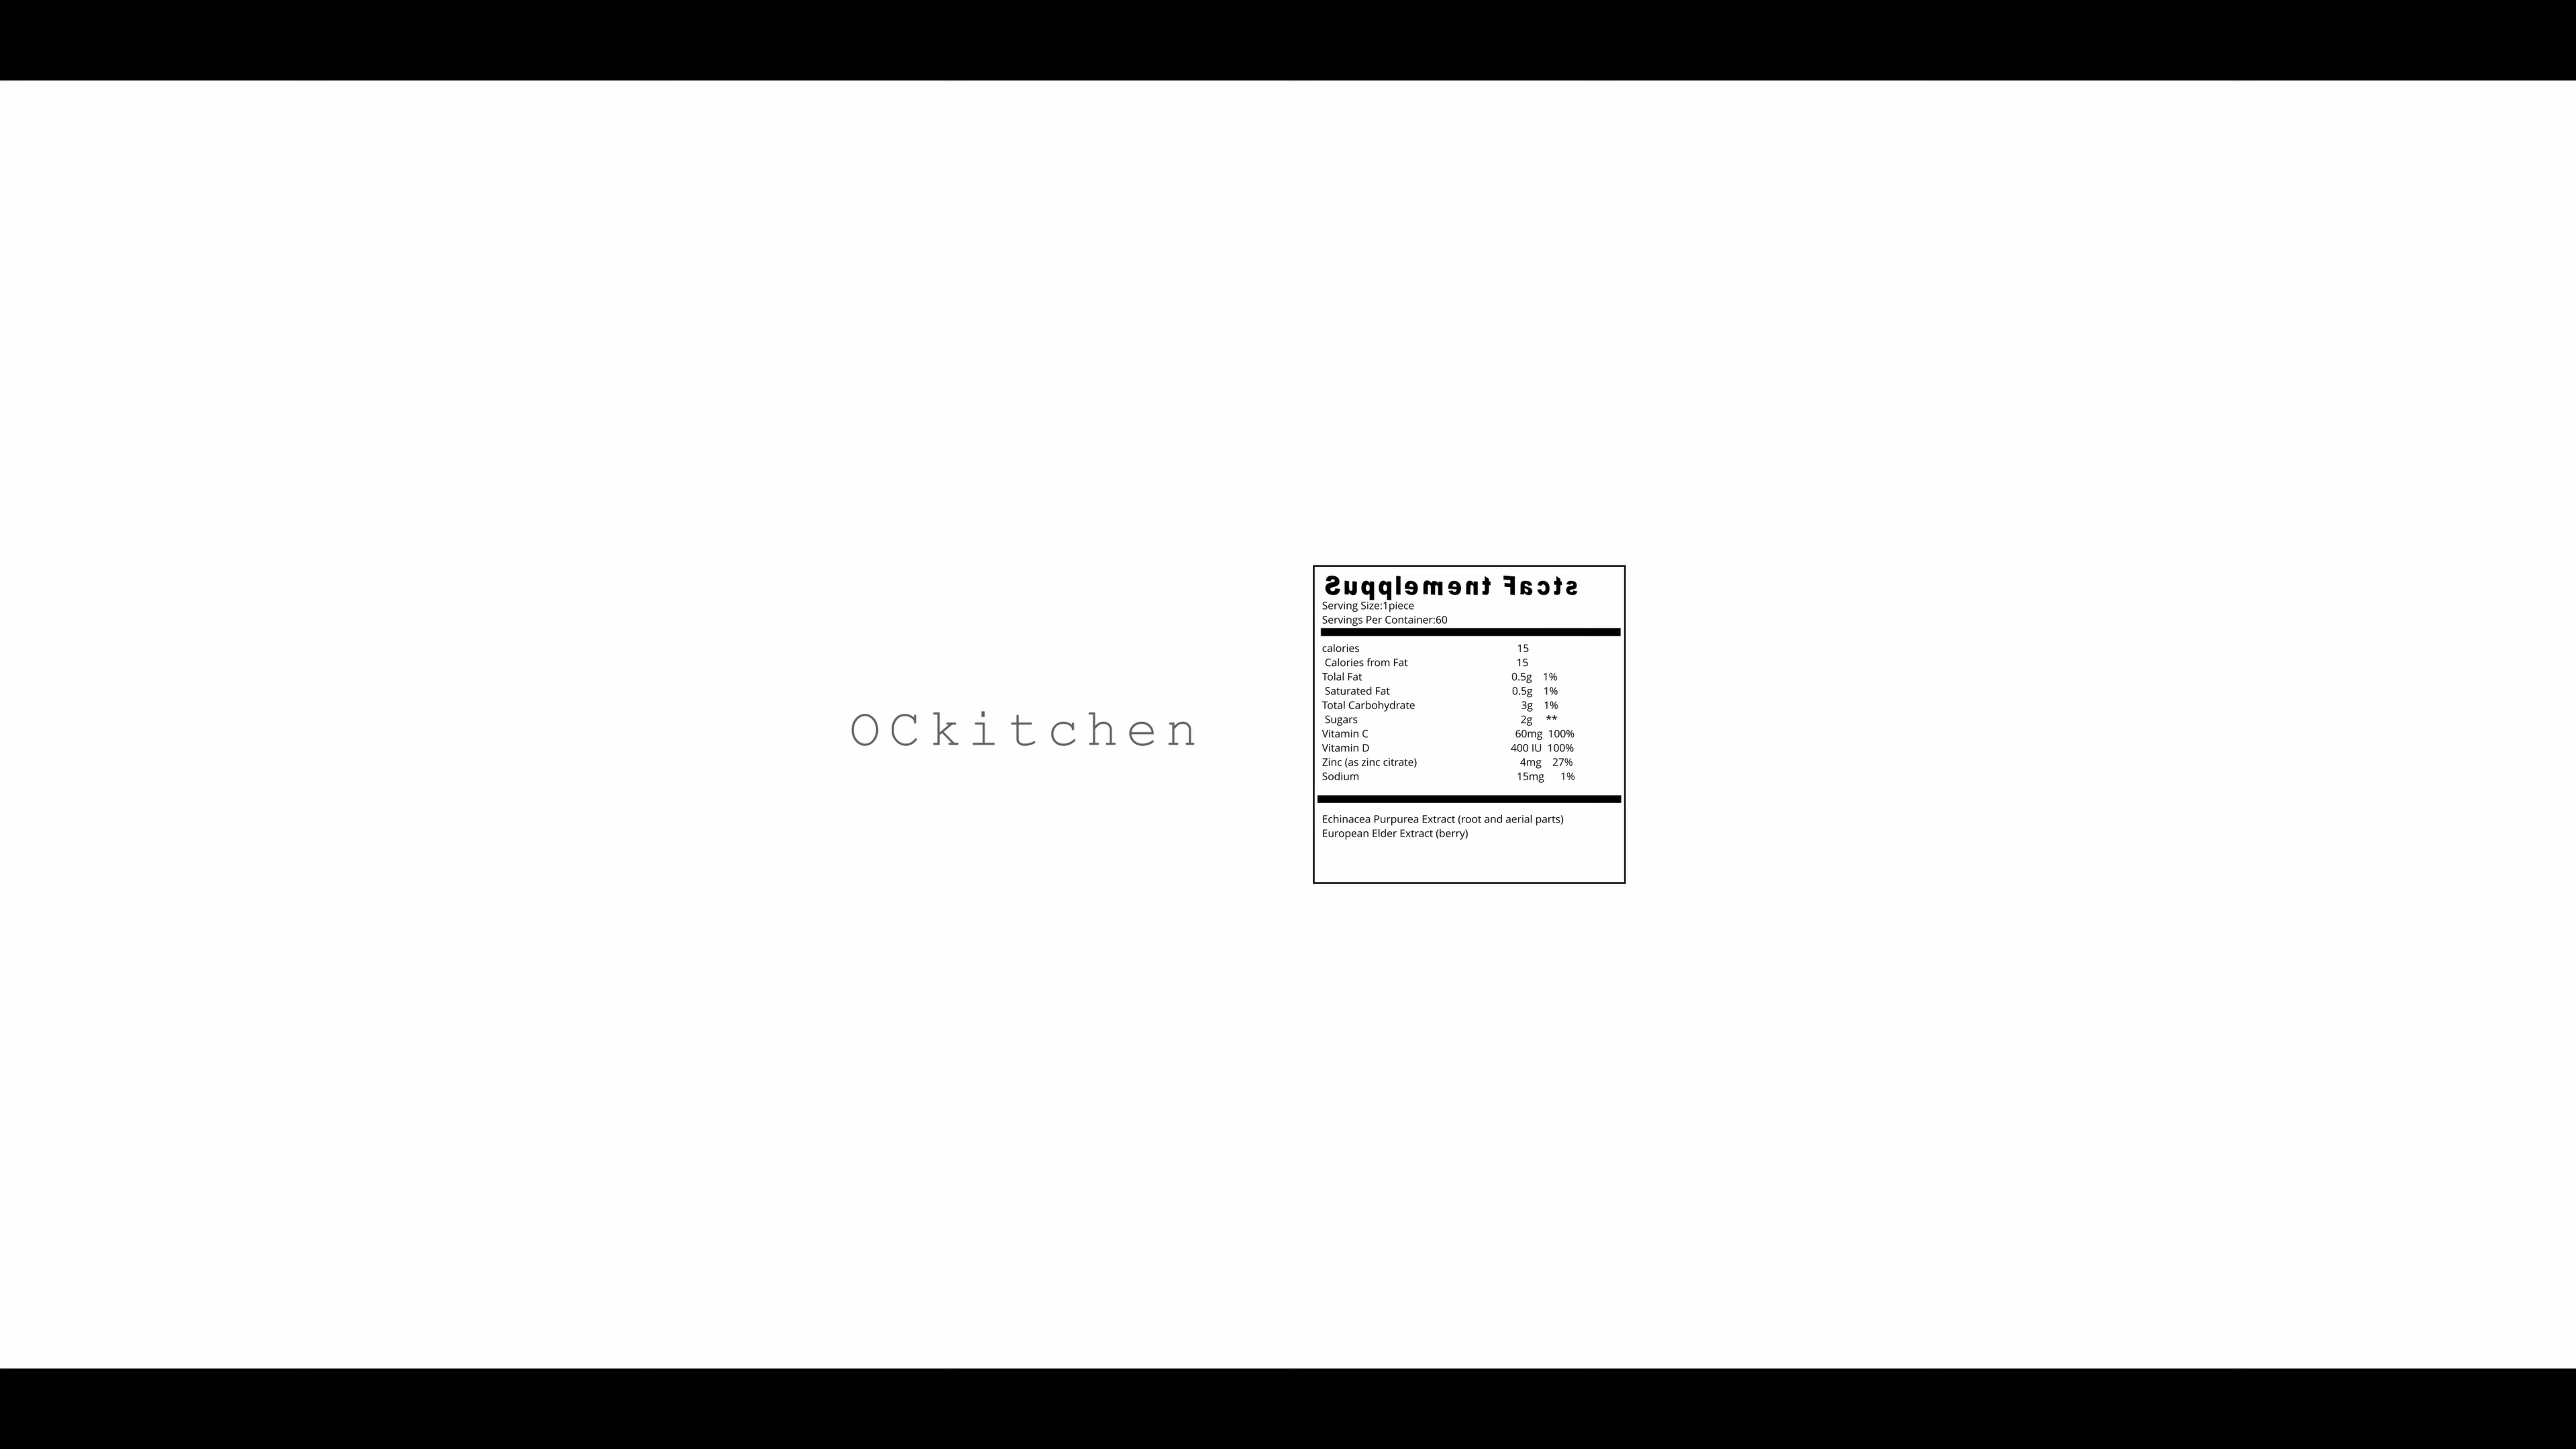 OCkitchen
Supplement Facts
Serving Size:1piece
Servings Per Container:60
calories 15
Calories from Fat 15
Tolal Fat 0.5g 1%
Saturated Fat 0.5g 1%
Total Carbohydrate 3g 1%
Sugars 2g **
Vitamin C 60mg 100%
Vitamin D 400 IU 100%
Zinc (as zinc citrate) 4mg 27%
Sodium 15mg 1%
Echinacea Purpurea Extract (root and aerial parts)
European Elder Extract (berry)